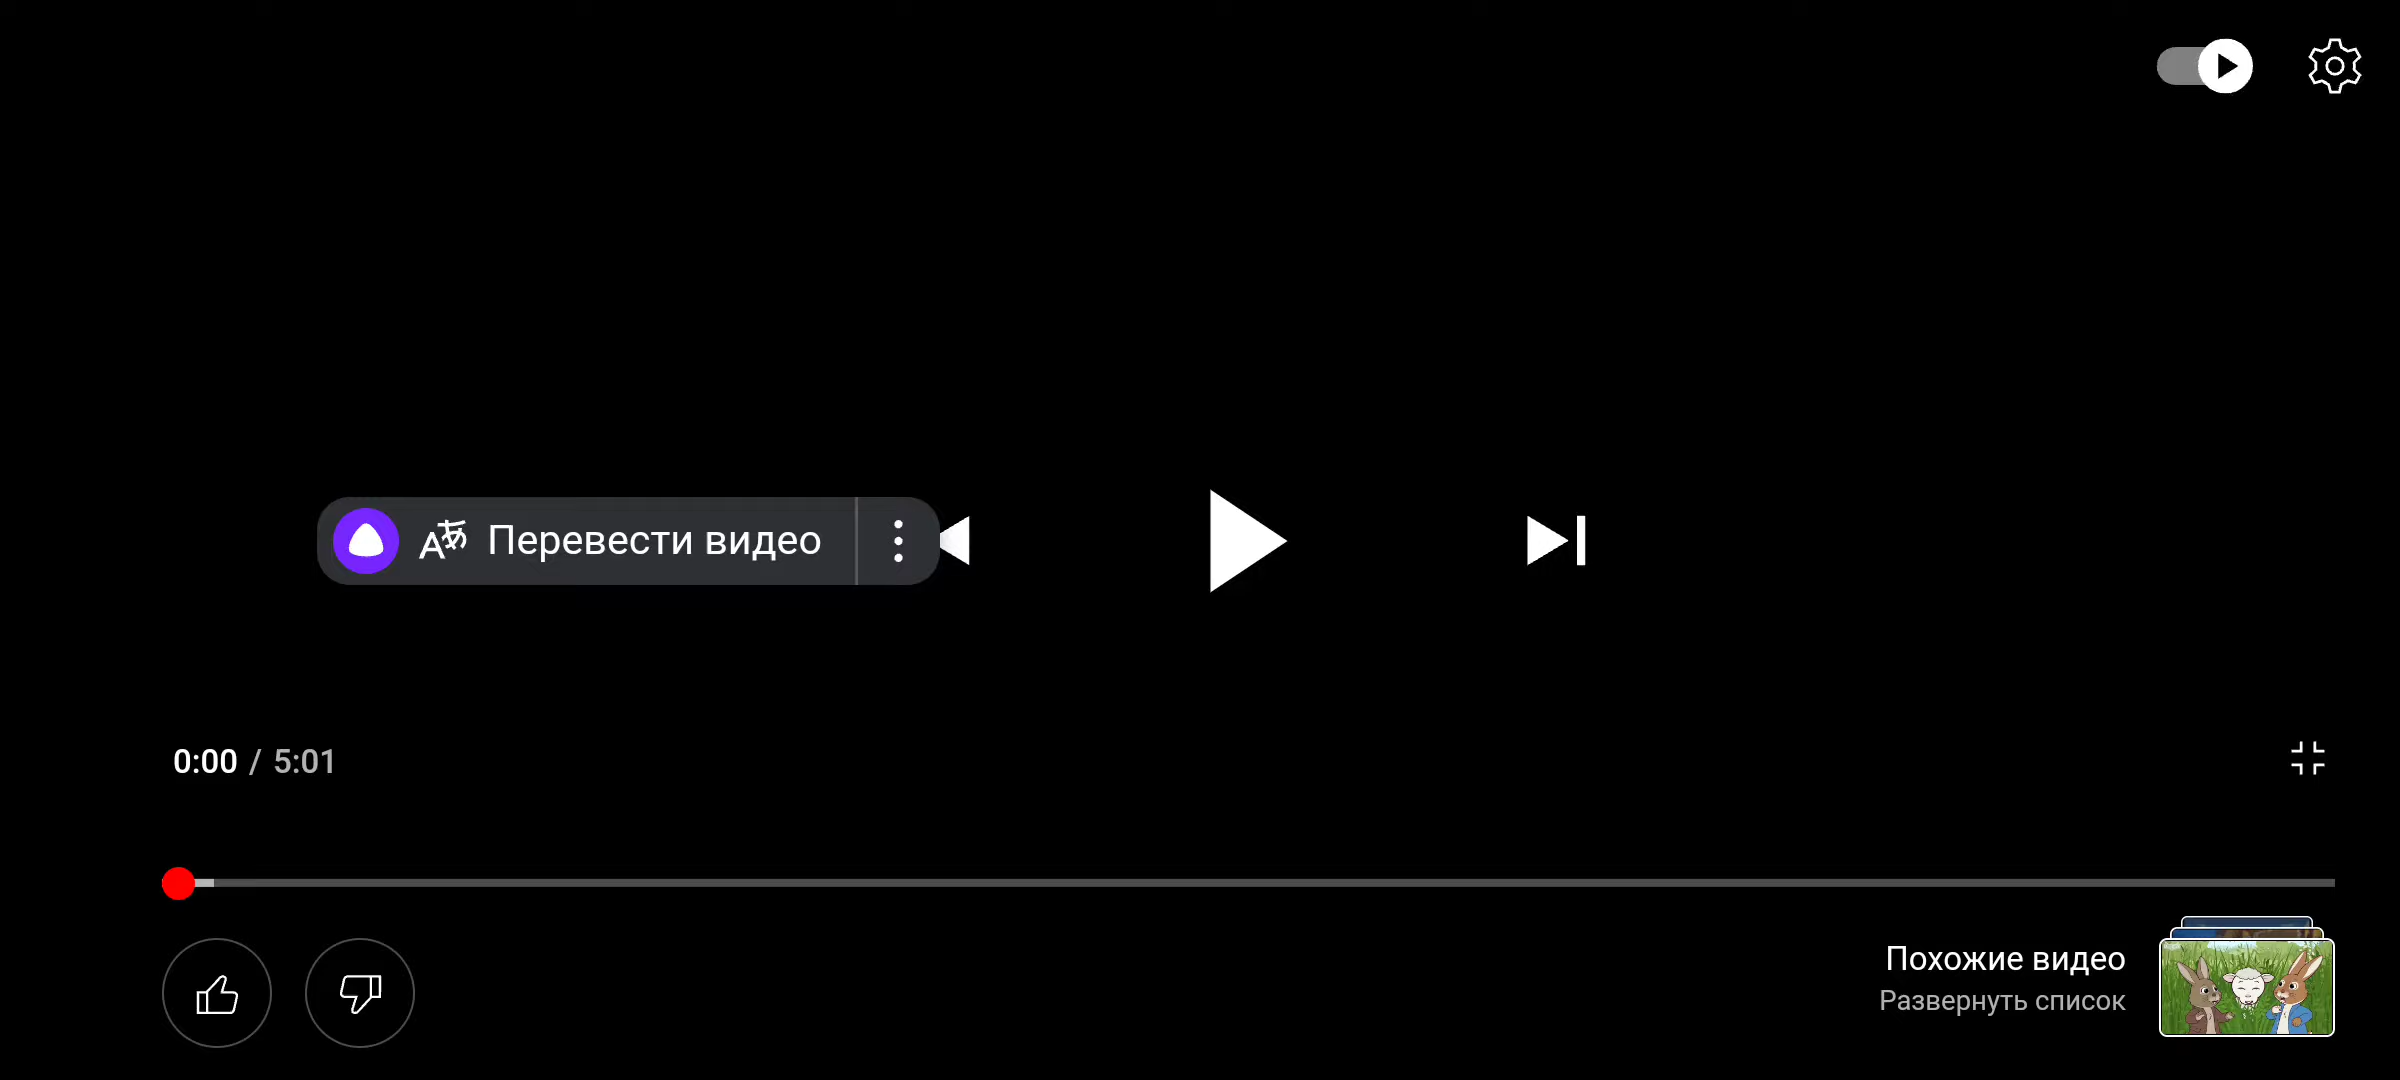 Перевести видео
0:00 / 5:01
Похожие видео
Развернуть список